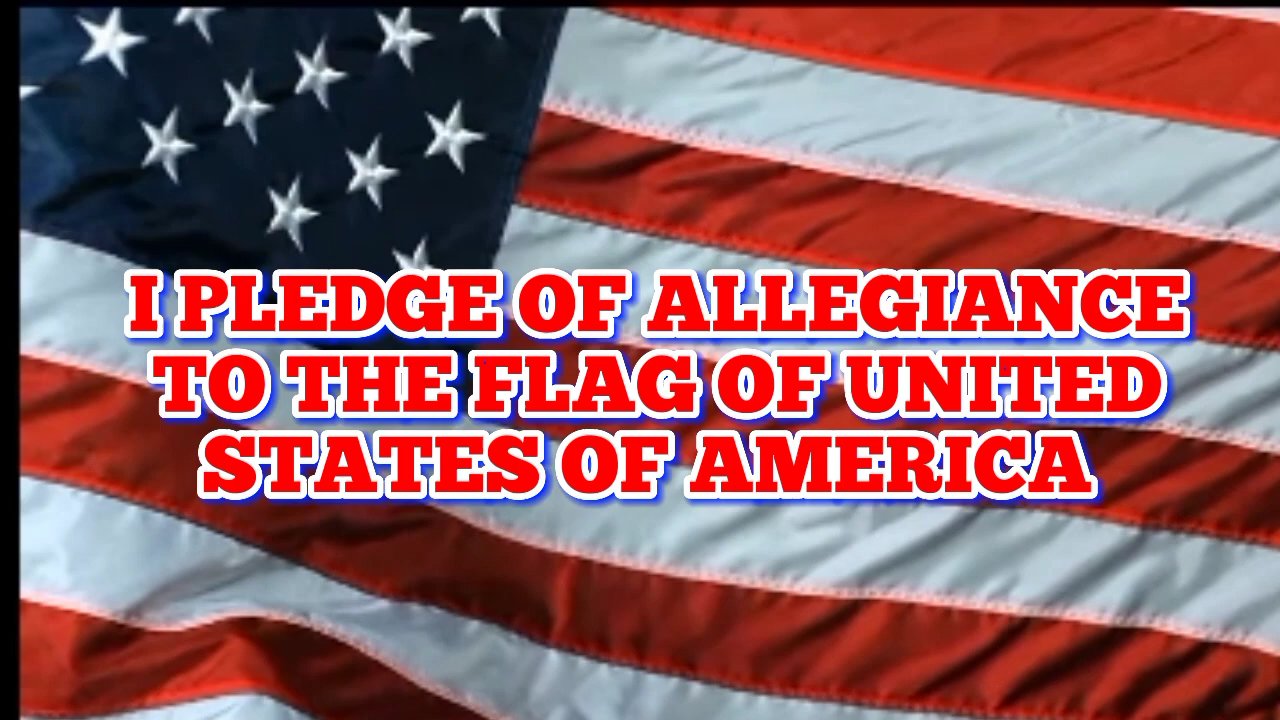 I PLEDGE OF ALLEGIANCE
TO THE FLAG OF UNITED
STATES OF AMERICA